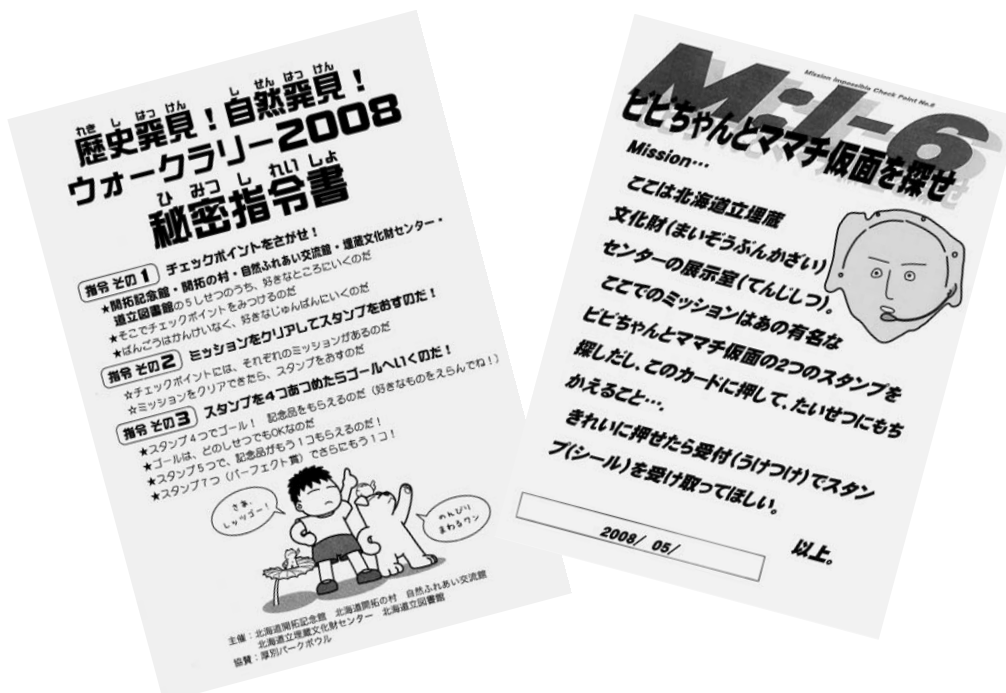 れき し はっ けん し ぜん はっ けん
歴史発見！自然発見！
ウォークラリー2008
ひ みつ し れい しょ
秘密指令書
指令 その1 チェックポイントをさがせ！
★開拓記念館・開拓の村・自然ふれあい交流館・埋蔵文化財センター・
道立図書館の５しせつのうち、好きなところにいくのだ
★そこでチェックポイントをみつけるのだ
★ばんごうはかんけいなく、好きなじゅんばんにいくのだ
指令 その2 ミッションをクリアしてスタンプをおすのだ！
☆チェックポイントには、それぞれのミッションがあるのだ
☆ミッションをクリアできたら、スタンプをおすのだ
指令 その3 スタンプを4つあつめたらゴールへいくのだ！
★スタンプ４つでゴール！ 記念品をもらえるのだ（好きなものをえらんでね！）
★ゴールは、どのしせつでもOKなのだ
★スタンプ５つで、記念品がもう１コもらえるのだ！
★スタンプ７つ（パーフェクト賞）でさらにもう１コ！
さあ、
レッツゴー！
のんびり
まわるワン
主催：北海道開拓記念館 北海道開拓の村 自然ふれあい交流館
北海道立埋蔵文化財センター 北海道立図書館
協賛：厚別パークボウル
Mission Impossible Check Point No.6
M:I-6
ビビちゃんとママチ仮面を探せ
Mission…
ここは北海道立埋蔵
文化財(まいぞうぶんかざい)
センターの展示室(てんじしつ)。
ここでのミッションはあの有名な
ビビちゃんとママチ仮面の2つのスタンプを
探しだし、このカードに押して、たいせつにもち
かえること…。
きれいに押せたら受付(うけつけ)でスタン
プ(シール)を受け取ってほしい。
以上。
2008/ 05/